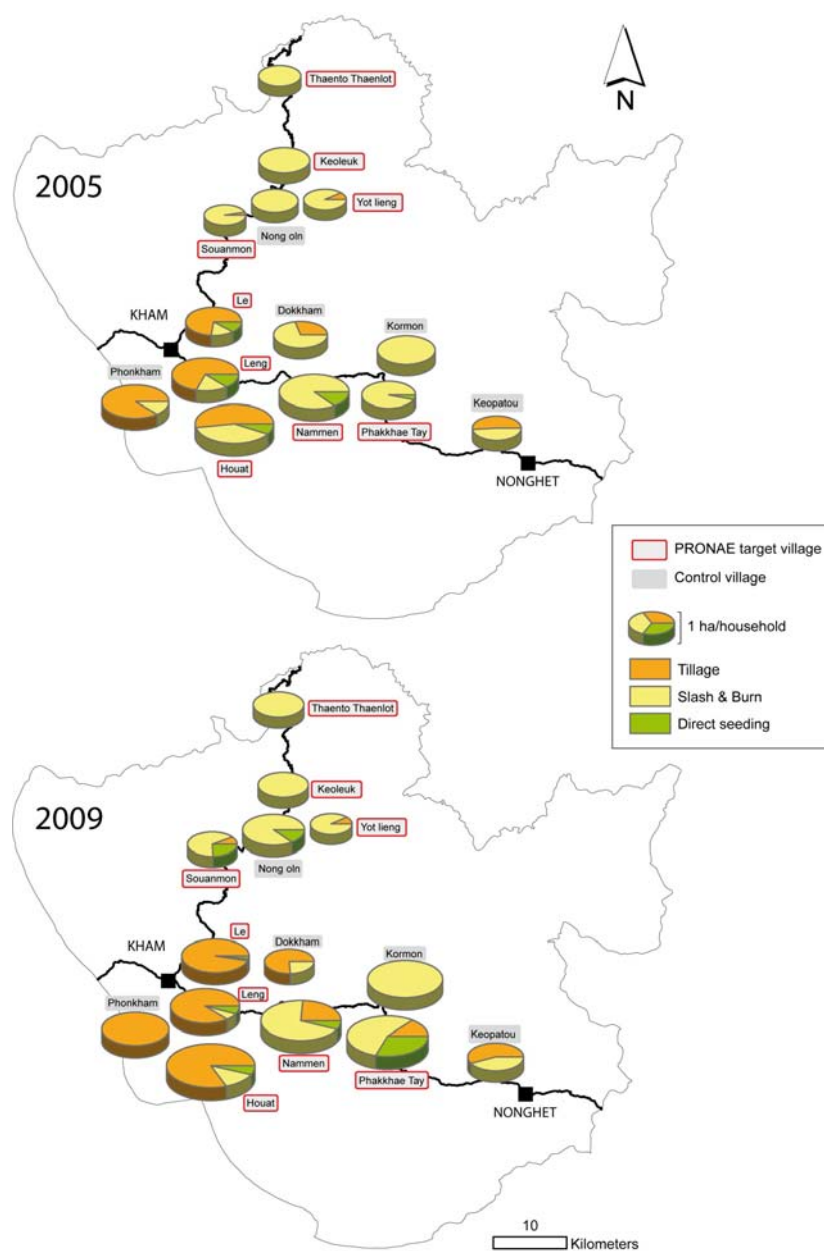 N
2005
Thaento Thaenlot
Keoleuk
Yot lieng
Nong oln
Souanmon
Le
KHAM
Dokkham
Kormon
Leng
Phonkham
Keopatou
Nammen
Phakkhae Tay
Houat
NONGHET
PRONAE target village
Control village
1 ha/household
Tillage
Slash & Burn
Direct seeding
2009
Thaento Thaenlot
Keoleuk
Yot lieng
Nong oln
Souanmon
Le
KHAM
Dokkham
Kormon
Leng
Phonkham
Keopatou
Nammen
Phakkhae Tay
Houat
NONGHET
10
Kilometers